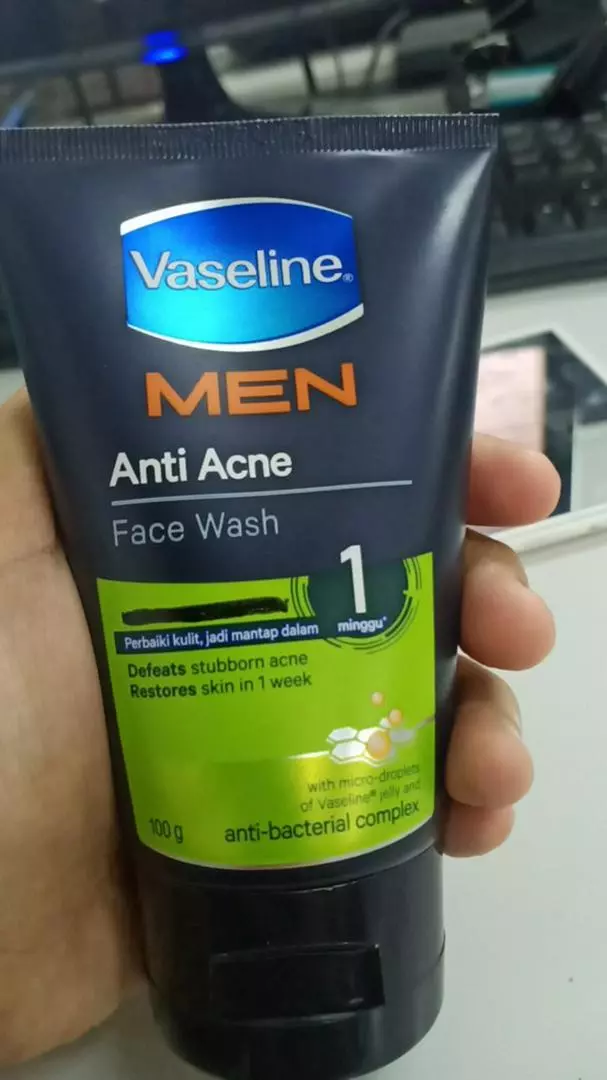 Vaseline®
MEN
Anti Acne
Face Wash
1
minggu*
Perbaiki kulit, jadi mantap dalam
Defeats stubborn acne
Restores skin in 1 week
with micro-droplets
of Vaseline® jelly and
anti-bacterial complex
100 g